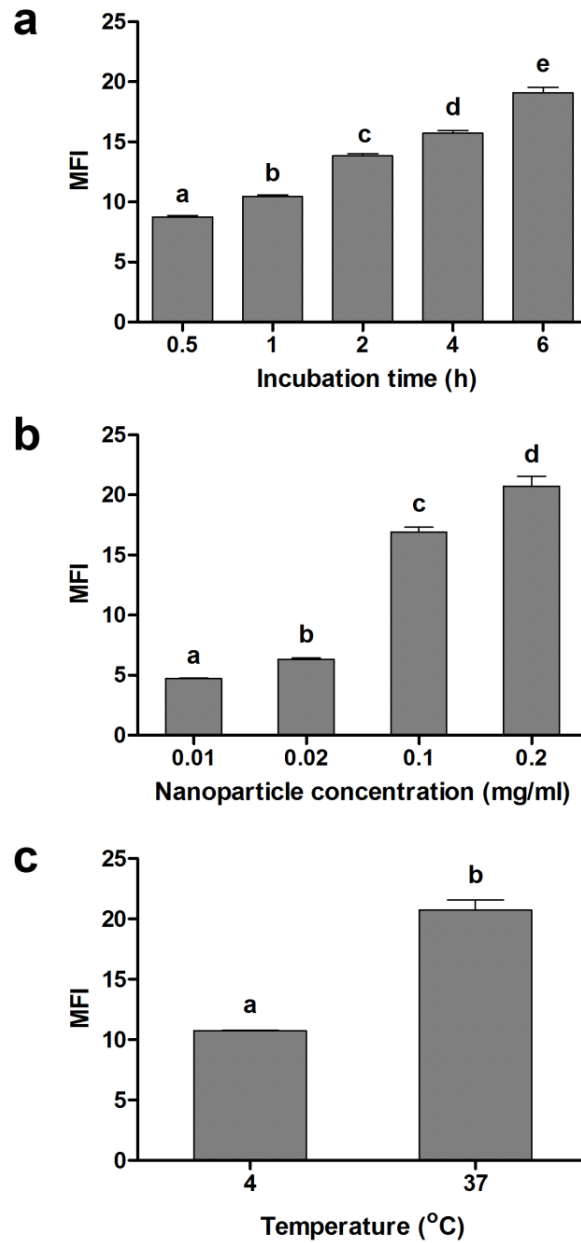 a
25
20
15
10
5
0
MFI
a
b
c
d
e
0.5 1 2 4 6
Incubation time (h)
b
25
20
15
10
5
0
MFI
a
b
c
d
0.01 0.02 0.1 0.2
Nanoparticle concentration (mg/ml)
c
25
20
15
10
5
0
MFI
a
b
4 37
Temperature (°C)